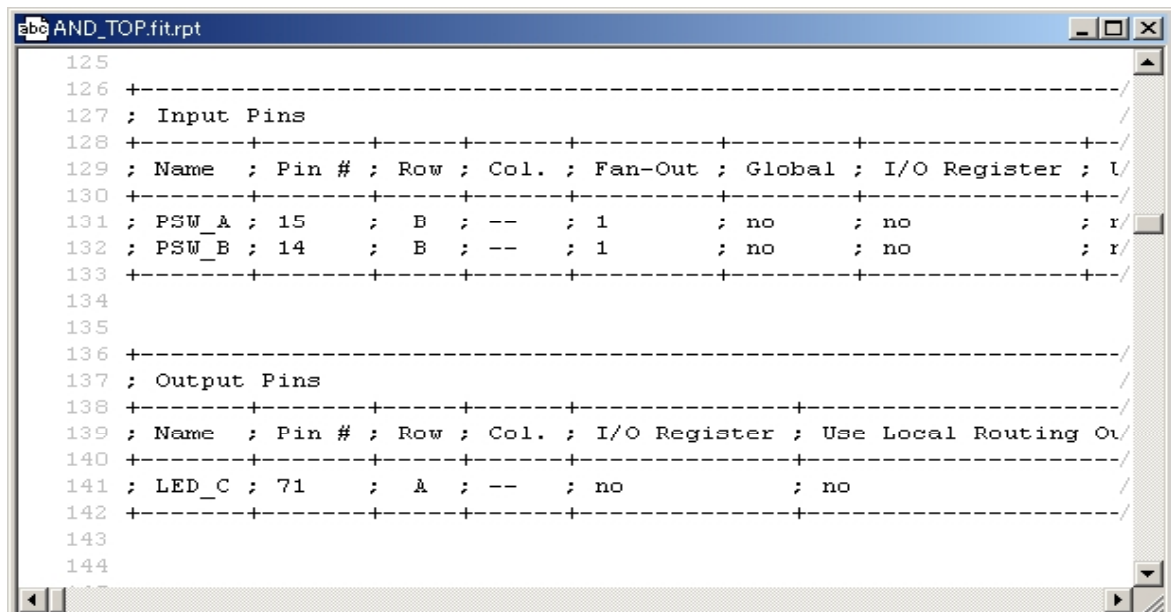 abc AND_TOP.fit.rpt
125
126 +----------------------------------------------------------------/
127 ; Input Pins /
128 +-------+-------+-----+------+---------+--------+--------------+--/
129 ; Name ; Pin # ; Row ; Col. ; Fan-Out ; Global ; I/O Register ; U/
130 +-------+-------+-----+------+---------+--------+--------------+--/
131 ; PSW_A ; 15 ; B ; -- ; 1 ; no ; no ; r/
132 ; PSW_B ; 14 ; B ; -- ; 1 ; no ; no ; r/
133 +-------+-------+-----+------+---------+--------+--------------+--/
134
135
136 +----------------------------------------------------------------/
137 ; Output Pins /
138 +-------+-------+-----+------+--------------+--------------------/
139 ; Name ; Pin # ; Row ; Col. ; I/O Register ; Use Local Routing Ou/
140 +-------+-------+-----+------+--------------+--------------------/
141 ; LED_C ; 71 ; A ; -- ; no ; no /
142 +-------+-------+-----+------+--------------+--------------------/
143
144